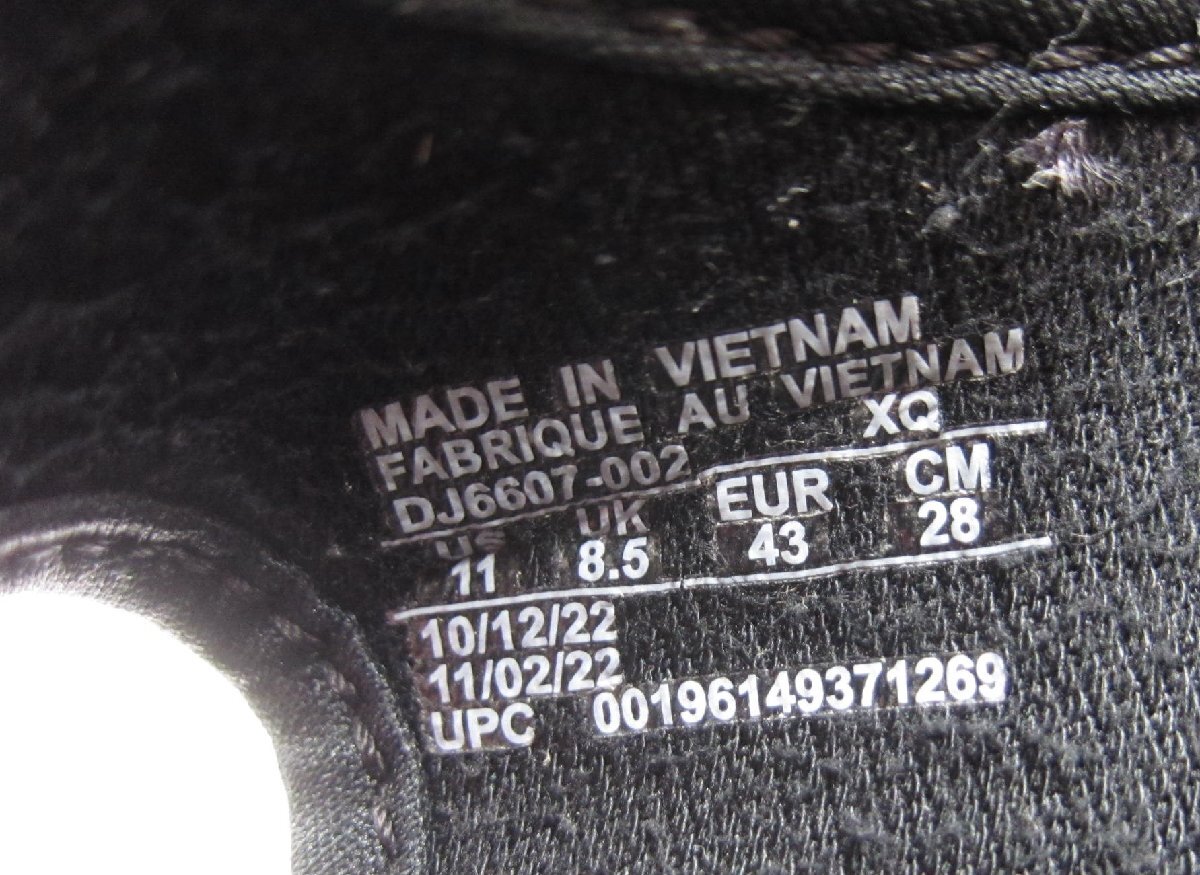 MADE IN VIETNAM
FABRIQUE AU VIETNAM
DJ6607-002 XQ
US UK EUR CM
11 8.5 43 28
10/12/22
11/02/22
UPC 00196149371269